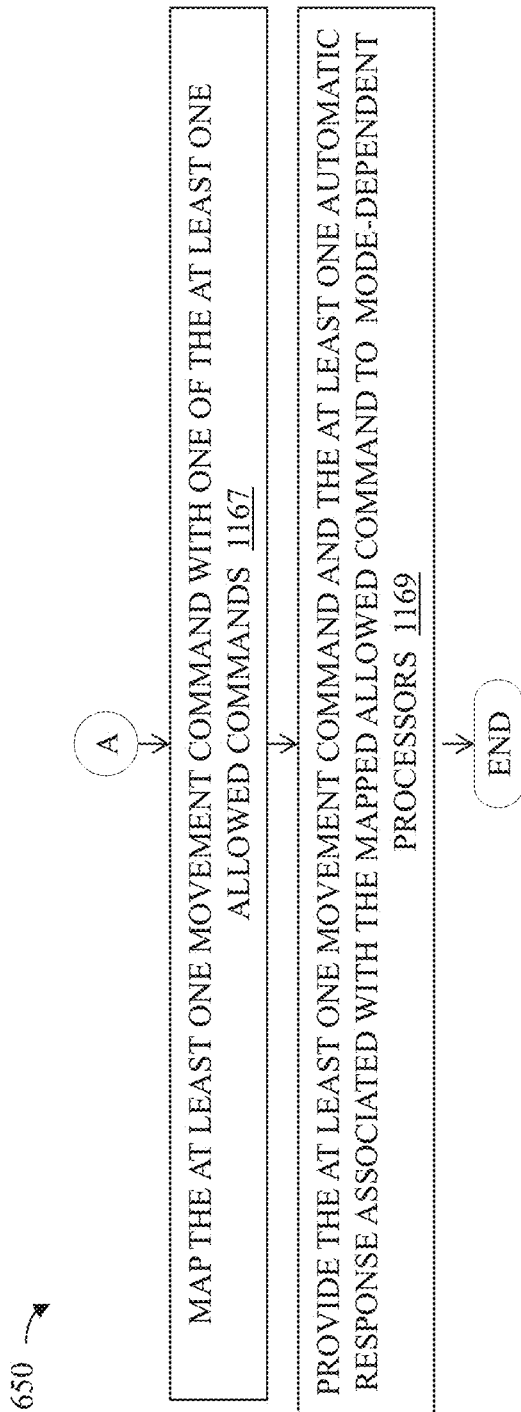 650
A
MAP THE AT LEAST ONE MOVEMENT COMMAND WITH ONE OF THE AT LEAST ONE
ALLOWED COMMANDS 1167
PROVIDE THE AT LEAST ONE MOVEMENT COMMAND AND THE AT LEAST ONE AUTOMATIC
RESPONSE ASSOCIATED WITH THE MAPPED ALLOWED COMMAND TO MODE-DEPENDENT
PROCESSORS 1169
END